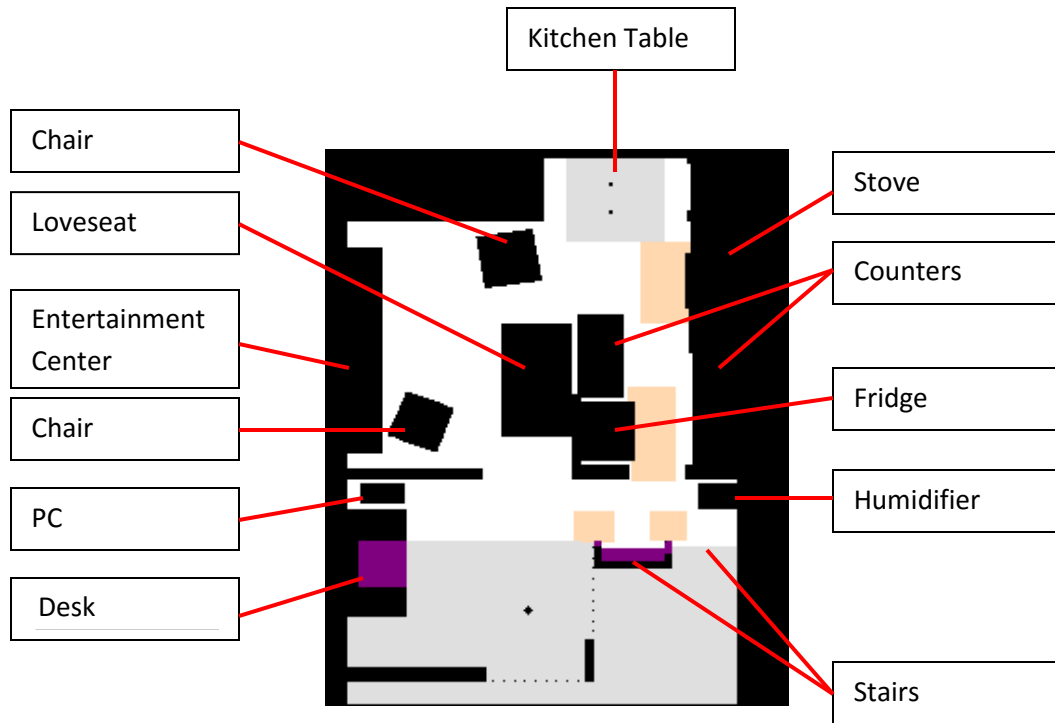 Kitchen Table
Chair
Loveseat
Entertainment
Center
Chair
PC
Desk
Stove
Counters
Fridge
Humidifier
Stairs